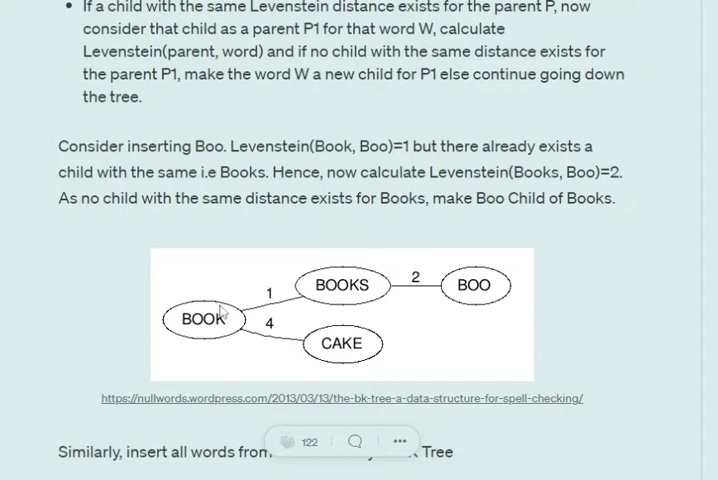 If a child with the same Levenstein distance exists for the parent P, now
consider that child as a parent P1 for that word W, calculate
Levenstein(parent, word) and if no child with the same distance exists for
the parent P1, make the word W a new child for P1 else continue going down
the tree.
Consider inserting Boo. Levenstein(Book, Boo)=1 but there already exists a
child with the same i.e Books. Hence, now calculate Levenstein(Books, Boo)=2.
As no child with the same distance exists for Books, make Boo Child of Books.
BOOK
1
BOOKS
2
BOO
4
CAKE
https://nullwords.wordpress.com/2013/03/13/the-bk-tree-a-data-structure-for-spell-checking/
Similarly, insert all words from
Tree
122